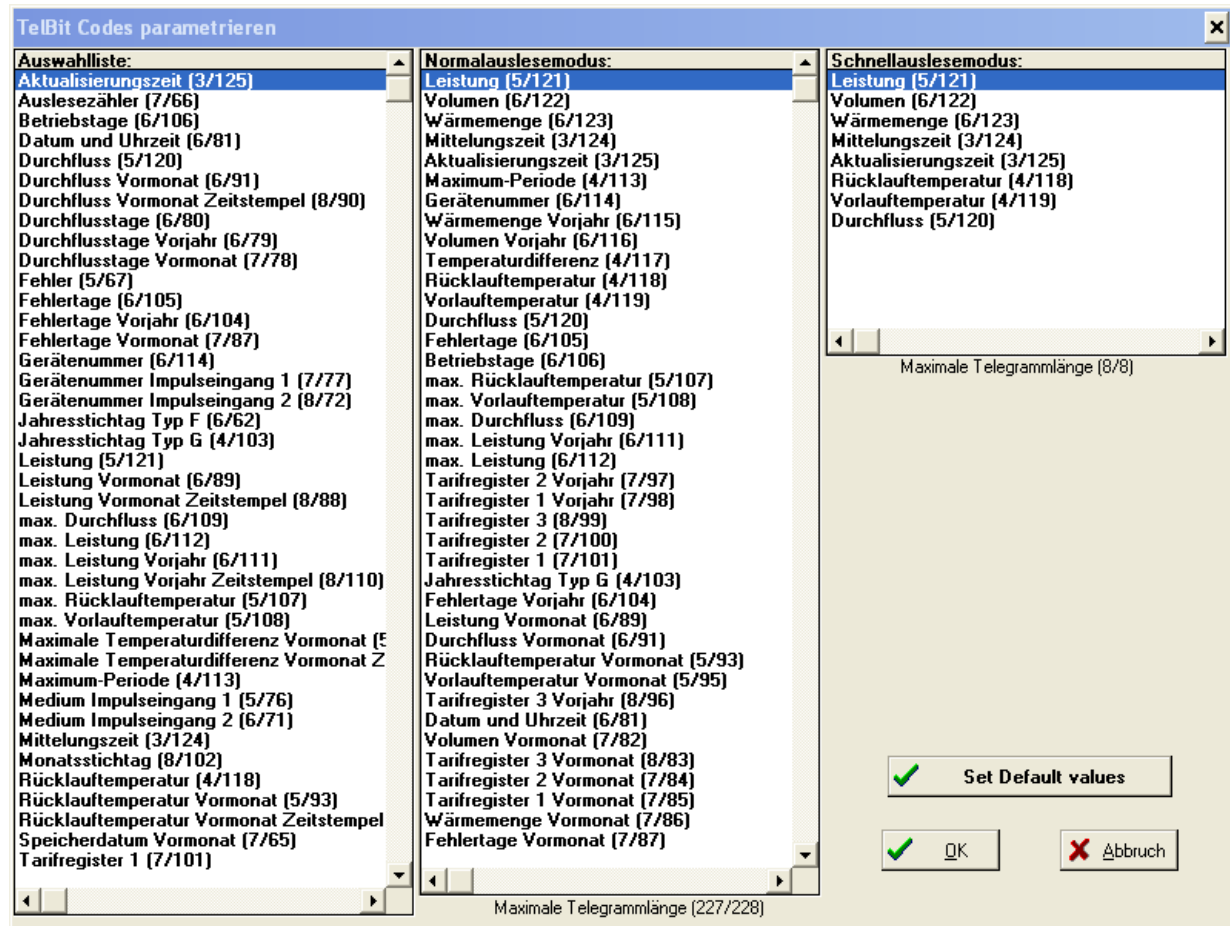 TelBit Codes parametrieren
Auswahlliste:
Aktualisierungszeit (3/125)
Auslesezähler (7/66)
Betriebstage (6/106)
Datum und Uhrzeit (6/81)
Durchfluss (5/120)
Durchfluss Vormonat (6/91)
Durchfluss Vormonat Zeitstempel (8/90)
Durchflusstage (6/80)
Durchflusstage Vorjahr (6/79)
Durchflusstage Vormonat (7/78)
Fehler (5/67)
Fehlertage (6/105)
Fehlertage Vorjahr (6/104)
Fehlertage Vormonat (7/87)
Gerätenummer (6/114)
Gerätenummer Impulseingang 1 (7/77)
Gerätenummer Impulseingang 2 (8/72)
Jahresstichtag Typ F (6/62)
Jahresstichtag Typ G (4/103)
Leistung (5/121)
Leistung Vormonat (6/89)
Leistung Vormonat Zeitstempel (8/88)
max. Durchfluss (6/109)
max. Leistung (6/112)
max. Leistung Vorjahr (6/111)
max. Leistung Vorjahr Zeitstempel (8/110)
max. Rücklauftemperatur (5/107)
max. Vorlauftemperatur (5/108)
Maximale Temperaturdifferenz Vormonat (5
Maximale Temperaturdifferenz Vormonat Z
Maximum-Periode (4/113)
Medium Impulseingang 1 (5/76)
Medium Impulseingang 2 (6/71)
Mittelungszeit (3/124)
Monatsstichtag (8/102)
Rücklauftemperatur (4/118)
Rücklauftemperatur Vormonat (5/93)
Rücklauftemperatur Vormonat Zeitstempel
Speicherdatum Vormonat (7/65)
Tarifregister 1 (7/101)
Normalauslesemodus:
Leistung (5/121)
Volumen (6/122)
Wärmemenge (6/123)
Mittelungszeit (3/124)
Aktualisierungszeit (3/125)
Maximum-Periode (4/113)
Gerätenummer (6/114)
Wärmemenge Vorjahr (6/115)
Volumen Vorjahr (6/116)
Temperaturdifferenz (4/117)
Rücklauftemperatur (4/118)
Vorlauftemperatur (4/119)
Durchfluss (5/120)
Fehlertage (6/105)
Betriebstage (6/106)
max. Rücklauftemperatur (5/107)
max. Vorlauftemperatur (5/108)
max. Durchfluss (6/109)
max. Leistung Vorjahr (6/111)
max. Leistung (6/112)
Tarifregister 2 Vorjahr (7/97)
Tarifregister 1 Vorjahr (7/98)
Tarifregister 3 (8/99)
Tarifregister 2 (7/100)
Tarifregister 1 (7/101)
Jahresstichtag Typ G (4/103)
Fehlertage Vorjahr (6/104)
Leistung Vormonat (6/89)
Durchfluss Vormonat (6/91)
Rücklauftemperatur Vormonat (5/93)
Vorlauftemperatur Vormonat (5/95)
Tarifregister 3 Vorjahr (8/96)
Datum und Uhrzeit (6/81)
Volumen Vormonat (7/82)
Tarifregister 3 Vormonat (8/83)
Tarifregister 2 Vormonat (7/84)
Tarifregister 1 Vormonat (7/85)
Wärmemenge Vormonat (7/86)
Fehlertage Vormonat (7/87)
Maximale Telegrammlänge (227/228)
Schnellauslesemodus:
Leistung (5/121)
Volumen (6/122)
Wärmemenge (6/123)
Mittelungszeit (3/124)
Aktualisierungszeit (3/125)
Rücklauftemperatur (4/118)
Vorlauftemperatur (4/119)
Durchfluss (5/120)
Maximale Telegrammlänge (8/8)
Set Default values
OK
Abbruch